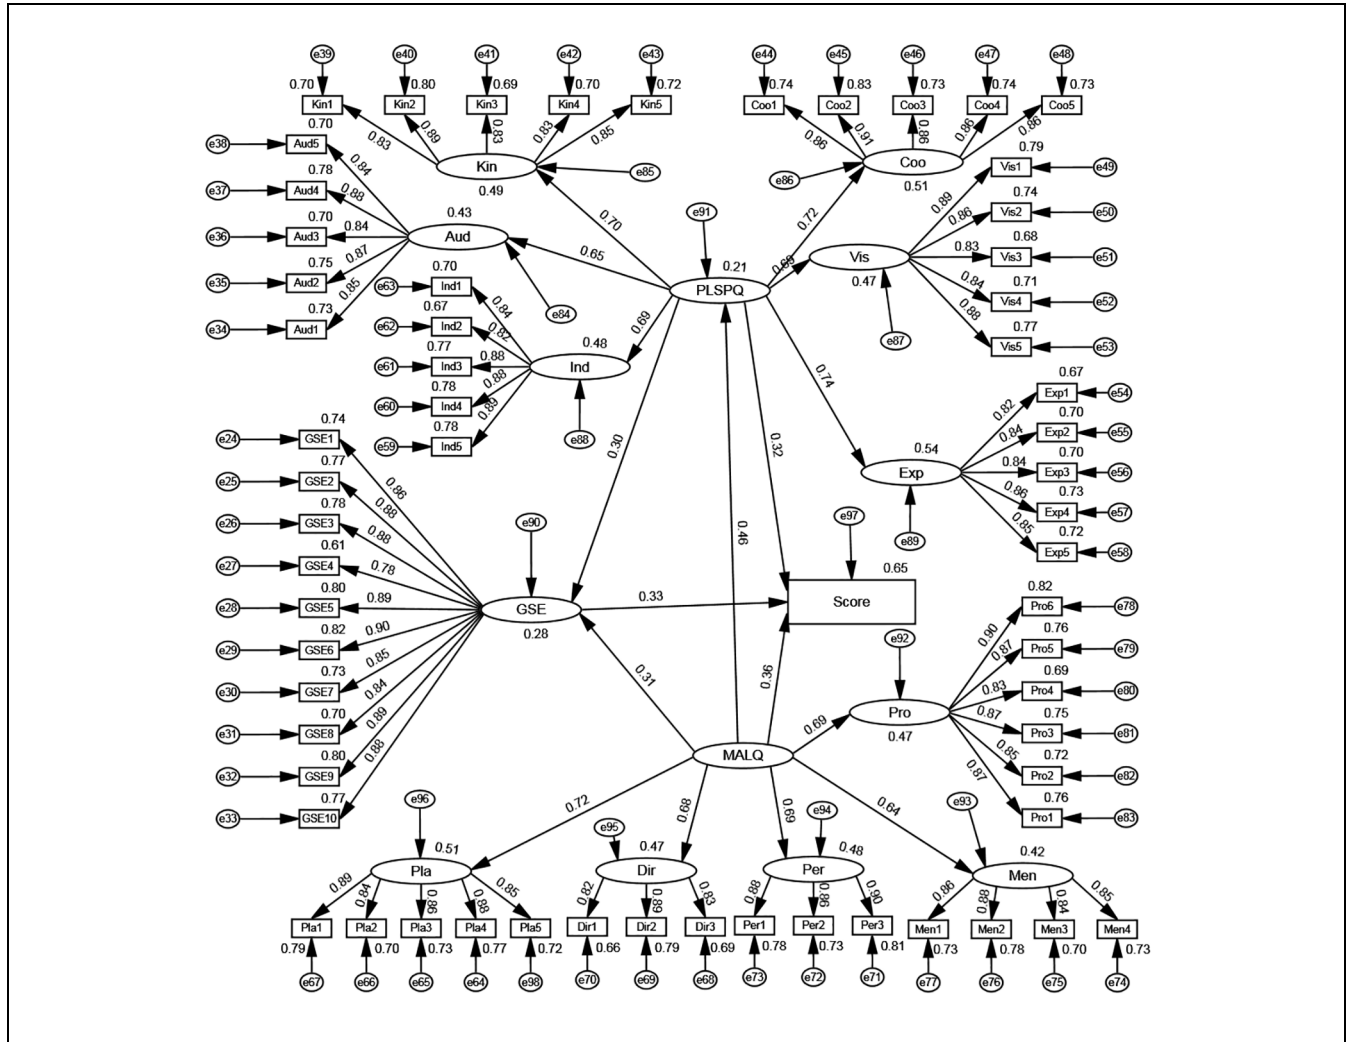 e39 e40 e41 e42 e43 e44 e45 e46 e47 e48
0.70 0.80 0.69 0.70 0.72 0.74 0.83 0.73 0.74 0.73
Kin1 Kin2 Kin3 Kin4 Kin5 Coo1 Coo2 Coo3 Coo4 Coo5
0.83 0.89 0.83 0.83 0.85 0.86 0.91 0.86 0.86 0.86
Kin
0.49
e85
Coo
0.51
e86
0.70
e38 Aud5 0.84
0.78
e37 Aud4 0.88
0.70
e36 Aud3 0.84
0.75
e35 Aud2 0.87
0.73
e34 Aud1 0.85
0.43
Aud
e84
0.70
0.65
0.72
0.69
e91
0.21
PLSPQ
0.79
Vis1 e49
0.89
0.74
Vis2 e50
0.86
0.68
Vis3 e51
0.83
0.71
Vis4 e52
0.84
0.77
Vis5 e53
0.88
Vis
0.47
e87
0.70
e63 Ind1 0.84
0.67
e62 Ind2 0.82
0.77
e61 Ind3 0.88
0.78
e60 Ind4 0.88
0.78
e59 Ind5 0.89
0.48
Ind
e88
0.69
0.74
0.30
0.32
0.46
0.67
Exp1 e54
0.82
0.70
Exp2 e55
0.84
0.70
Exp3 e56
0.84
0.73
Exp4 e57
0.86
0.72
Exp5 e58
0.85
0.54
Exp
e89
0.74
e24 GSE1 0.86
0.77
e25 GSE2 0.88
0.78
e26 GSE3 0.88
0.61
e27 GSE4 0.78
0.80
e28 GSE5 0.89
0.82
e29 GSE6 0.90
0.73
e30 GSE7 0.85
0.70
e31 GSE8 0.84
0.80
e32 GSE9 0.89
0.77
e33 GSE10 0.88
e90
GSE
0.28
0.33
e97
0.65
Score
0.31
0.36
0.82
Pro6 e78
0.90
0.76
Pro5 e79
0.87
0.69
Pro4 e80
0.83
0.75
Pro3 e81
0.87
0.72
Pro2 e82
0.85
0.76
Pro1 e83
0.87
e92
Pro
0.47
0.69
MALQ
0.72 0.68 0.69 0.64
e96 e95 e94 e93
0.51 0.47 0.48 0.42
Pla Dir Per Men
0.89 0.84 0.86 0.88 0.85 0.82 0.89 0.83 0.88 0.86 0.90 0.86 0.88 0.84 0.85
Pla1 Pla2 Pla3 Pla4 Pla5 Dir1 Dir2 Dir3 Per1 Per2 Per3 Men1 Men2 Men3 Men4
0.79 0.70 0.73 0.77 0.72 0.66 0.79 0.69 0.78 0.73 0.81 0.73 0.78 0.70 0.73
e67 e66 e65 e64 e98 e70 e69 e68 e73 e72 e71 e77 e76 e75 e74